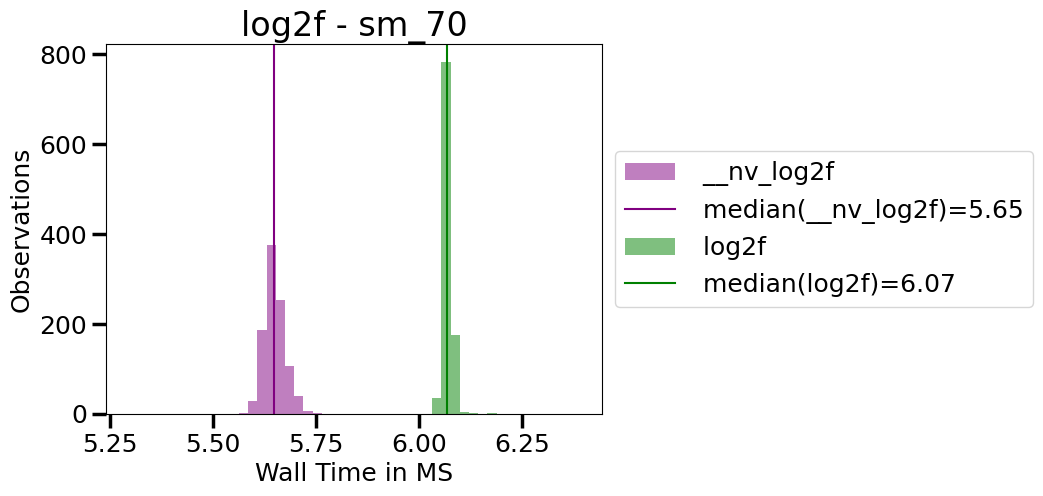 log2f - sm_70
800
600
400
200
0
Observations
5.25
5.50
5.75
6.00
6.25
Wall Time in MS
__nv_log2f
median(__nv_log2f)=5.65
log2f
median(log2f)=6.07